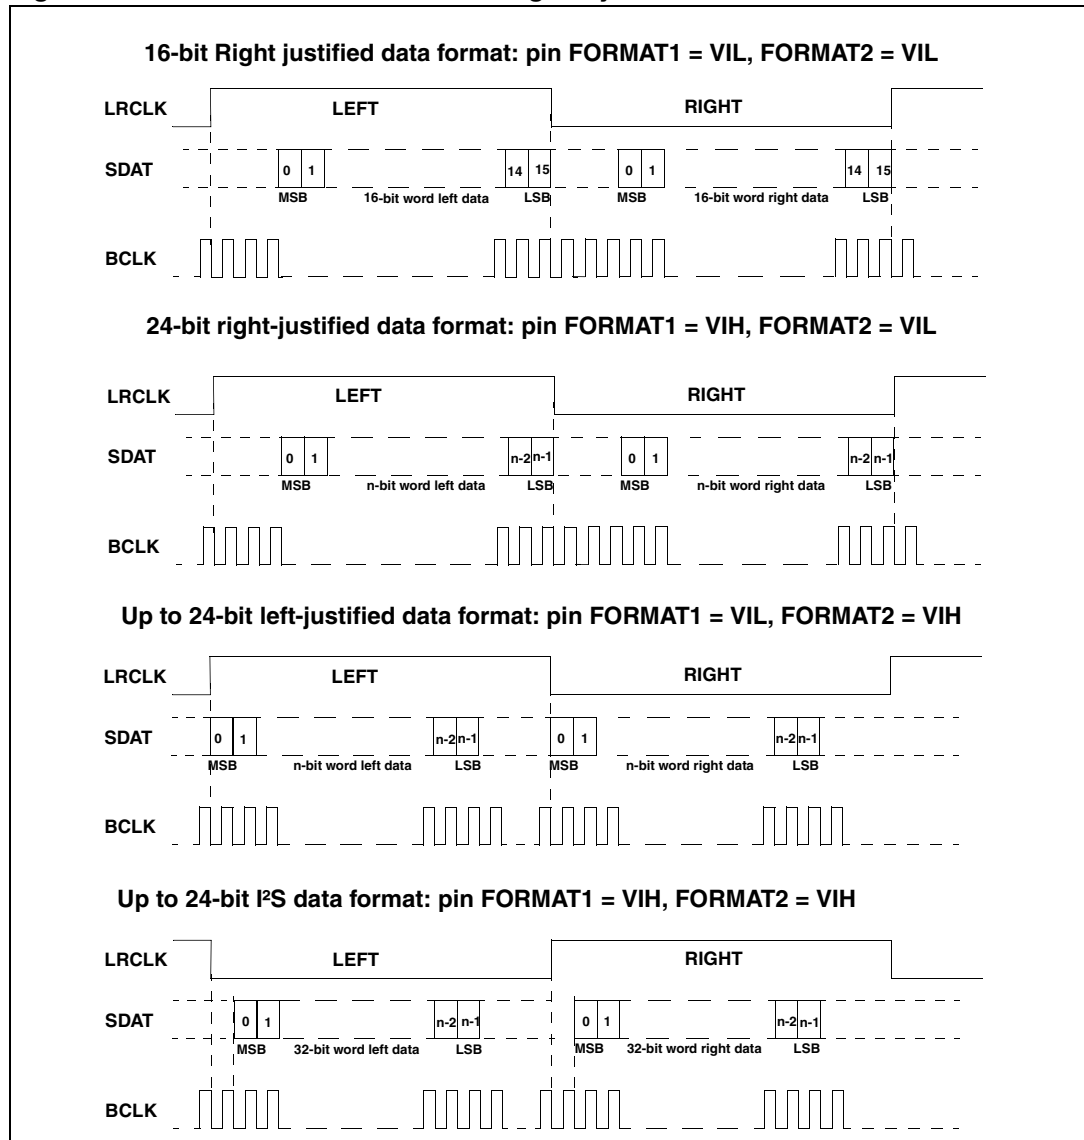 16-bit Right justified data format: pin FORMAT1 = VIL, FORMAT2 = VIL
LRCLK LEFT RIGHT
SDAT 0 1 14 15 0 1 14 15
MSB 16-bit word left data LSB MSB 16-bit word right data LSB
BCLK
24-bit right-justified data format: pin FORMAT1 = VIH, FORMAT2 = VIL
LRCLK LEFT RIGHT
SDAT 0 1 n-2 n-1 0 1 n-2 n-1
MSB n-bit word left data LSB MSB n-bit word right data LSB
BCLK
Up to 24-bit left-justified data format: pin FORMAT1 = VIL, FORMAT2 = VIH
LRCLK LEFT RIGHT
SDAT 0 1 n-2 n-1 0 1 n-2 n-1
MSB n-bit word left data LSB MSB n-bit word right data LSB
BCLK
Up to 24-bit I²S data format: pin FORMAT1 = VIH, FORMAT2 = VIH
LRCLK LEFT RIGHT
SDAT 0 1 n-2 n-1 0 1 n-2 n-1
MSB 32-bit word left data LSB MSB 32-bit word right data LSB
BCLK